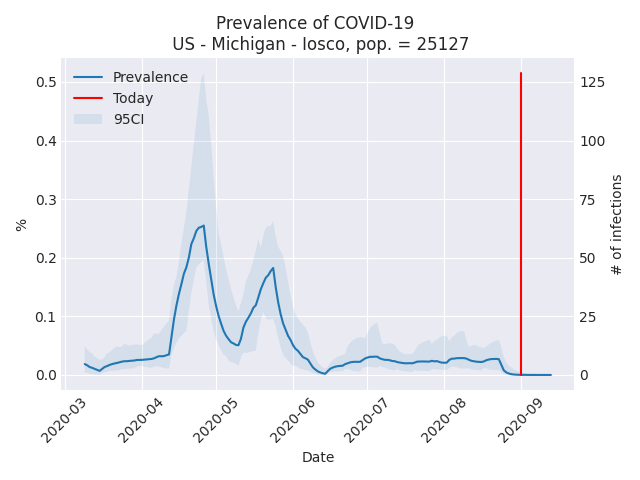 Prevalence of COVID-19
US - Michigan - Iosco, pop. = 25127
Prevalence
Today
95CI
0.5
0.4
0.3
0.2
0.1
0.0
%
125
100
75
50
25
0
# of infections
2020-03
2020-04
2020-05
2020-06
2020-07
2020-08
2020-09
Date